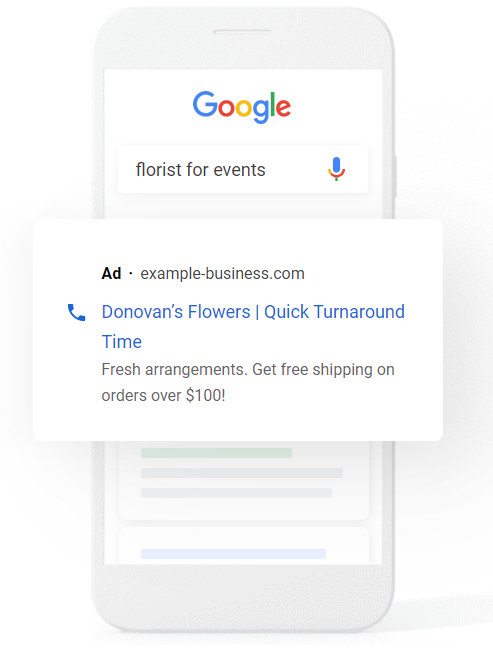 Google
florist for events
Ad · example-business.com
Donovan’s Flowers | Quick Turnaround
Time
Fresh arrangements. Get free shipping on
orders over $100!